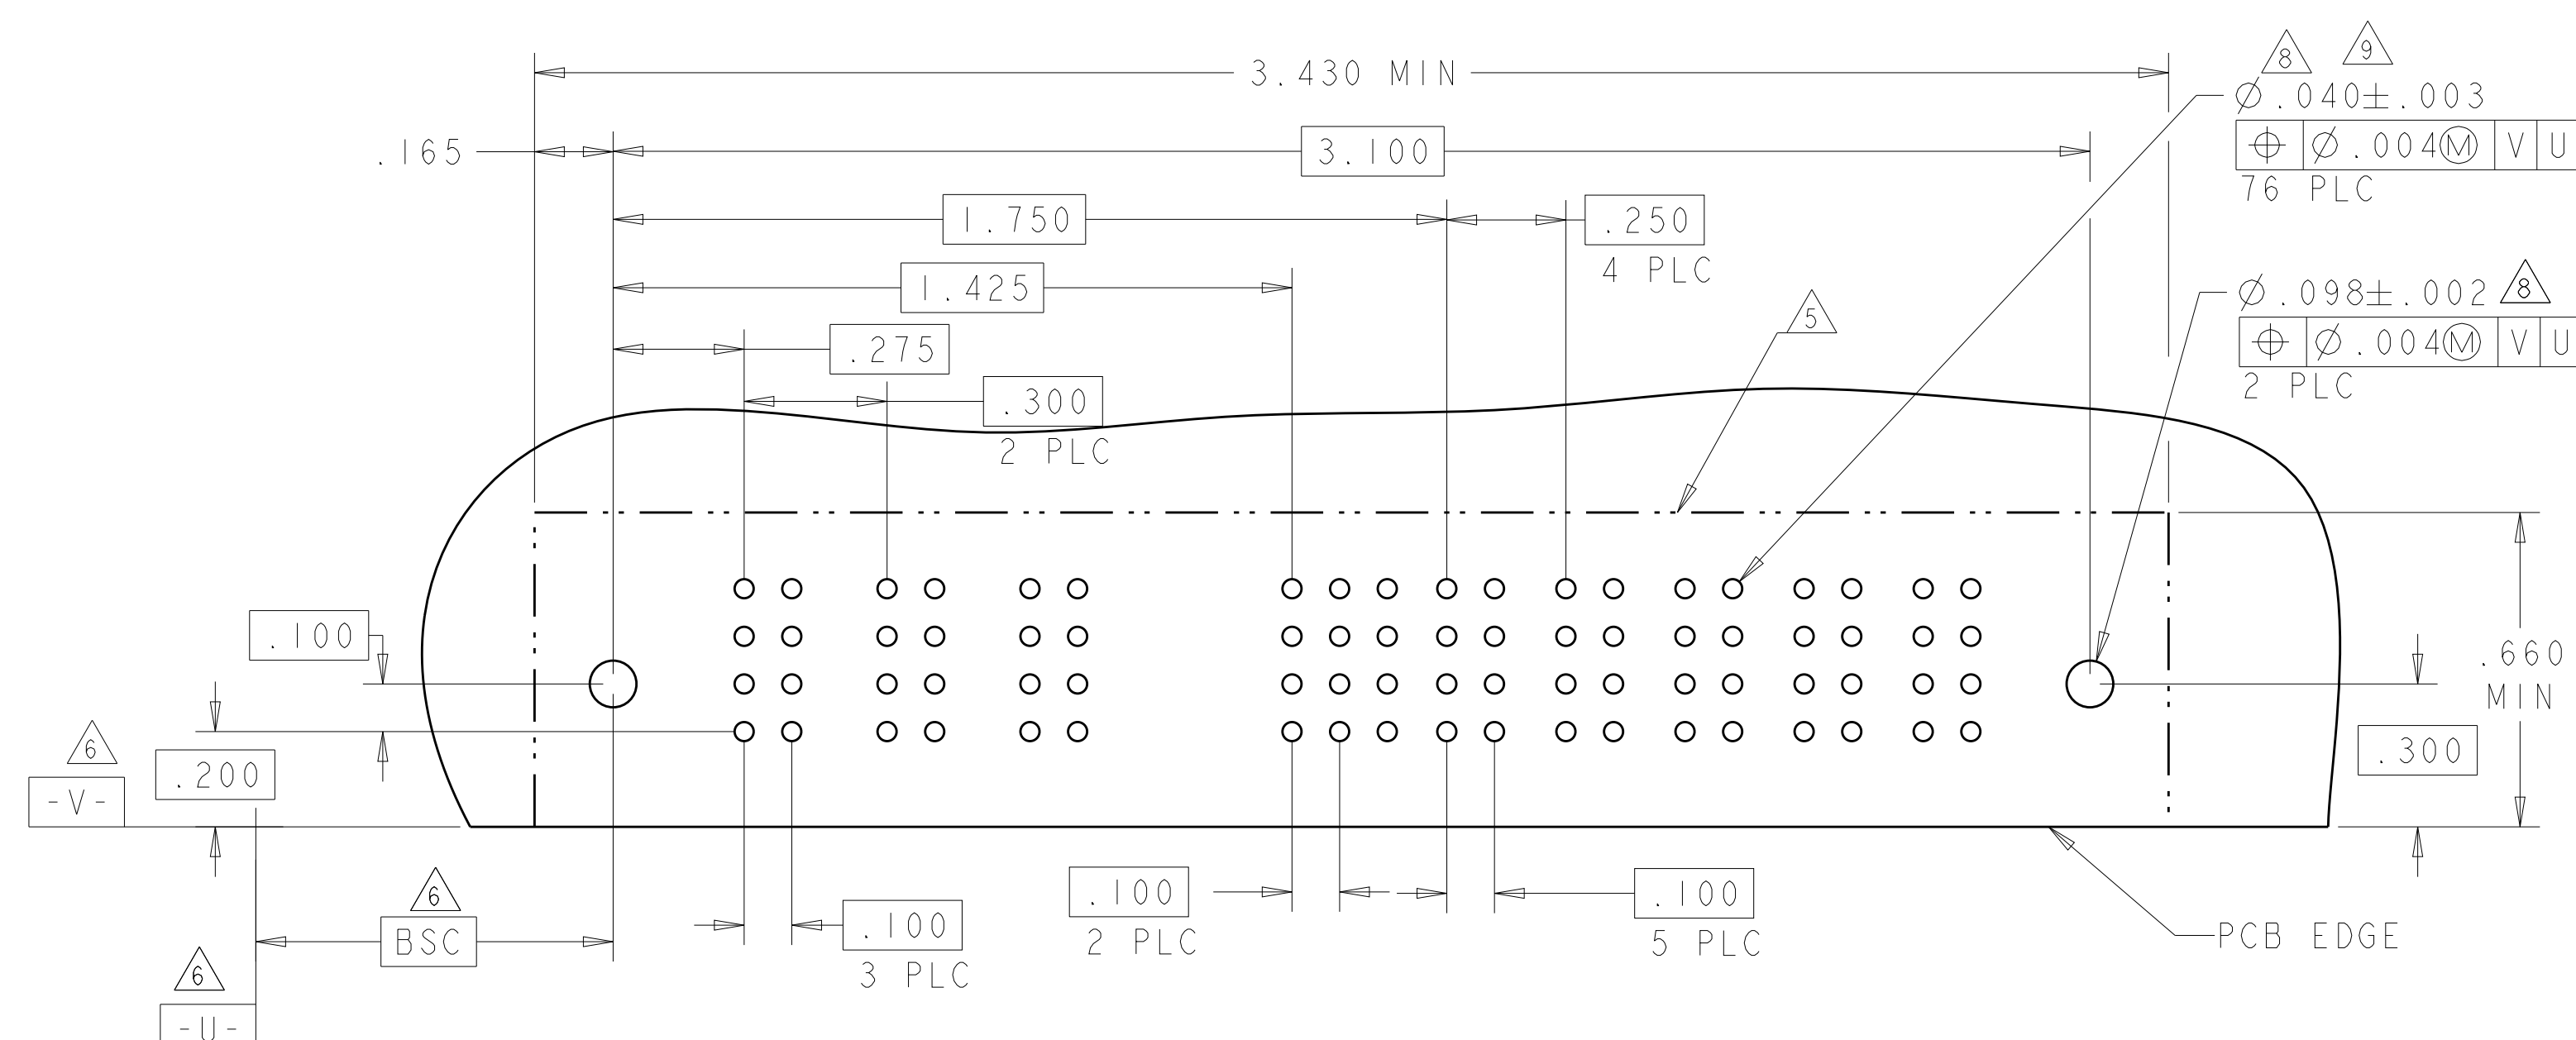 3.430 MIN
8
9
⌀.040±.003
⌖ ⌀.004Ⓜ V U
76 PLC
.165
3.100
1.750
.250
4 PLC
1.425
5
⌀.098±.002
8
⌖ ⌀.004Ⓜ V U
2 PLC
.275
.300
2 PLC
.100
.660
MIN
6
-V-
.200
.300
6
BSC
.100
3 PLC
.100
2 PLC
.100
5 PLC
PCB EDGE
6
-U-